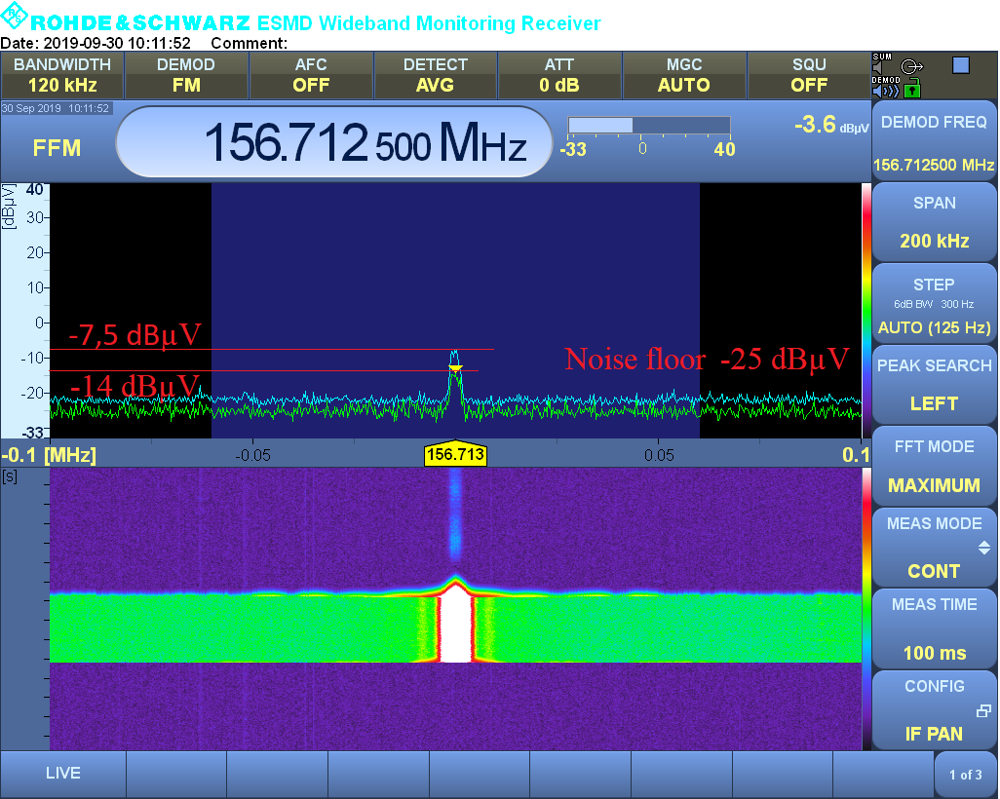 ROHDE & SCHWARZ ESMD Wideband Monitoring Receiver
Date: 2019-09-30 10:11:52 Comment:
BANDWIDTH DEMOD AFC DETECT ATT MGC SQU
120 kHz FM OFF AVG 0 dB AUTO OFF
SUM
DEMOD
30 Sep 2019 10:11:52
FFM
156.712 500 MHz
-33 0 40
-3.6 dBµV
DEMOD FREQ
156.712500 MHz
SPAN
200 kHz
STEP
6dB BW 300 Hz
AUTO (125 Hz)
PEAK SEARCH
LEFT
FFT MODE
MAXIMUM
MEAS MODE
CONT
MEAS TIME
100 ms
CONFIG
IF PAN
[dBµV]
40
30
20
10
0
-10
-20
-33
-7,5 dBµV
-14 dBµV
Noise floor -25 dBµV
-0.1 [MHz] -0.05 156.713 0.05 0.1
[s]
LIVE
1 of 3